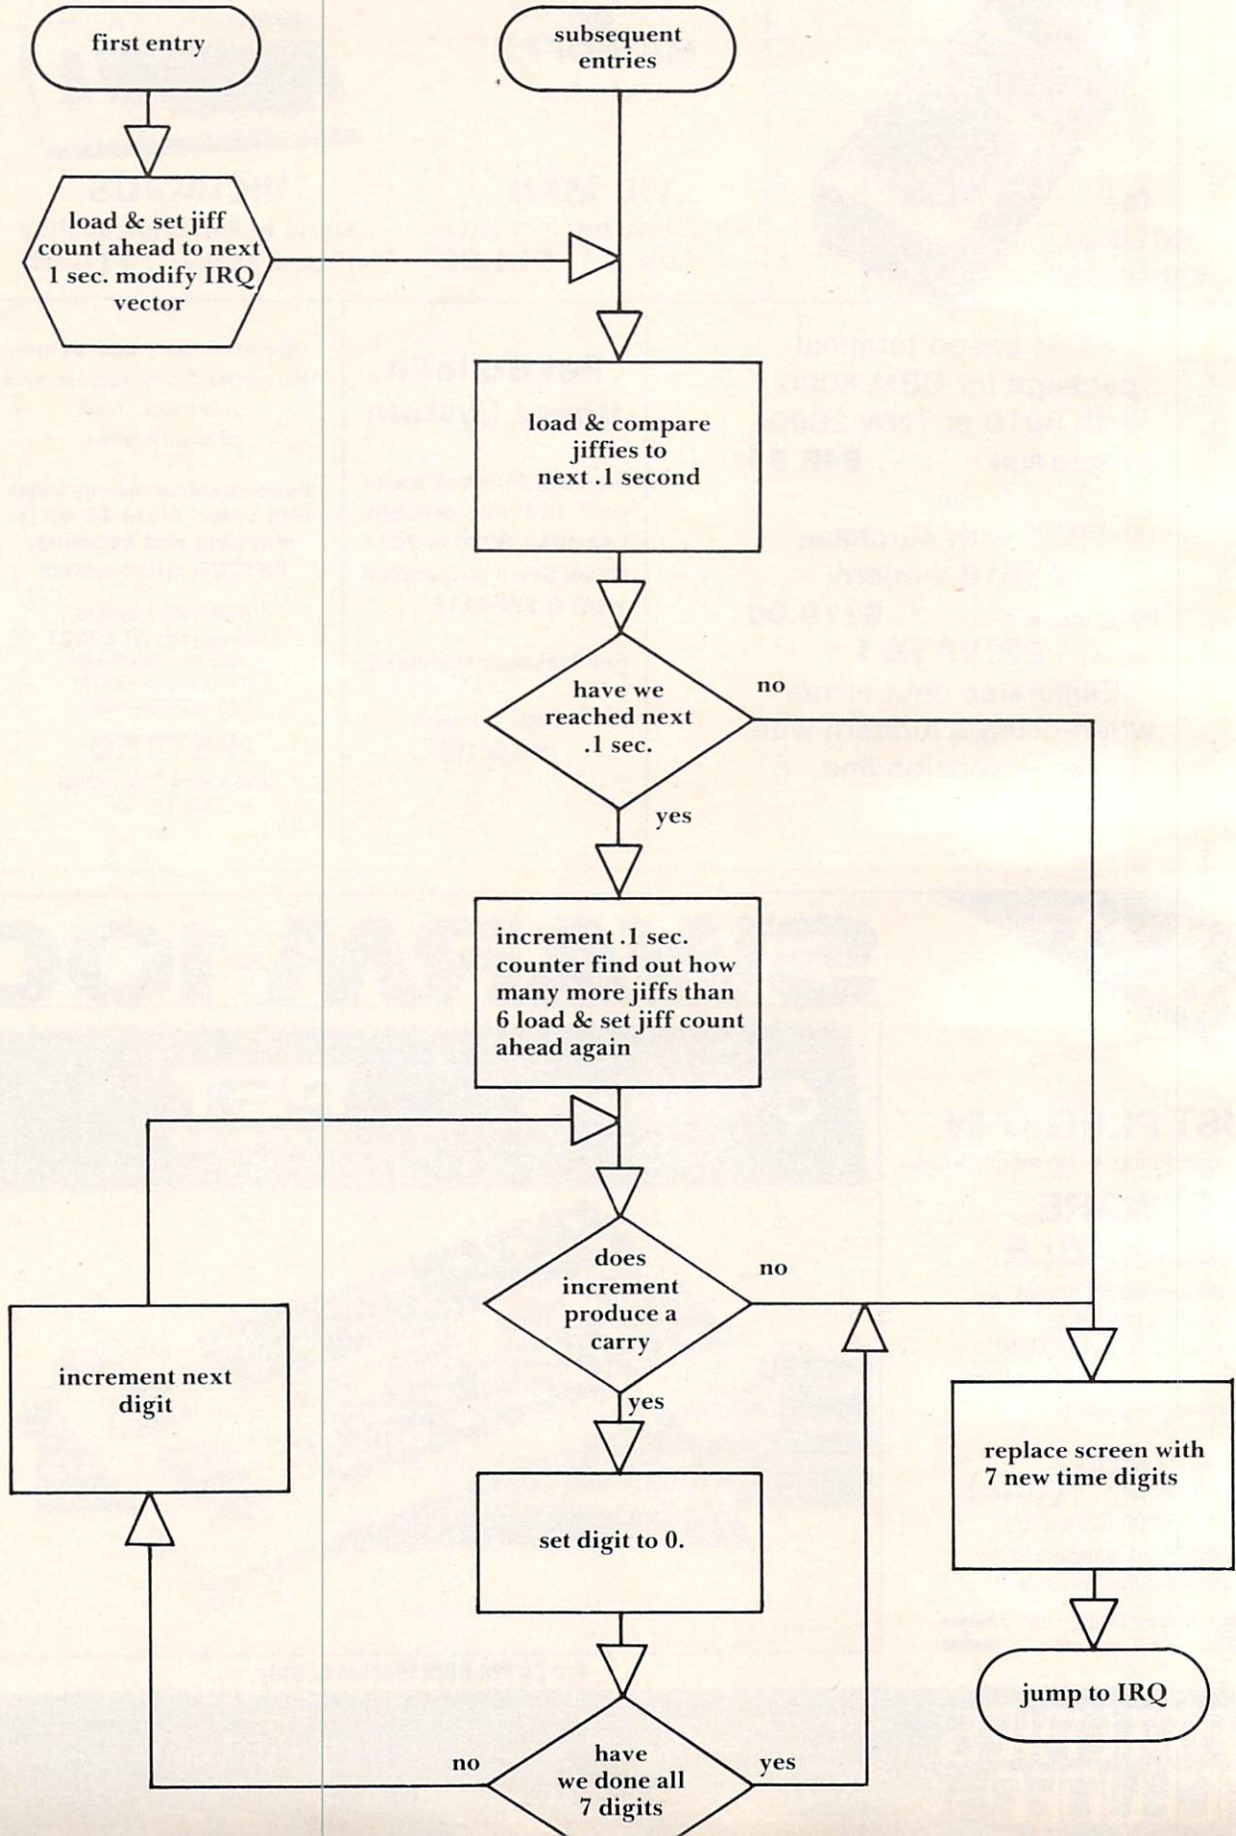 first entry
subsequent
entries
load & set jiff
count ahead to next
1 sec. modify IRQ
vector
load & compare
jiffies to
next .1 second
have we
reached next
.1 sec.
no
yes
increment .1 sec.
counter find out how
many more jiffs than
6 load & set jiff count
ahead again
does
increment
produce a
carry
no
yes
increment next
digit
replace screen with
7 new time digits
set digit to 0.
jump to IRQ
have
we done all
7 digits
no
yes